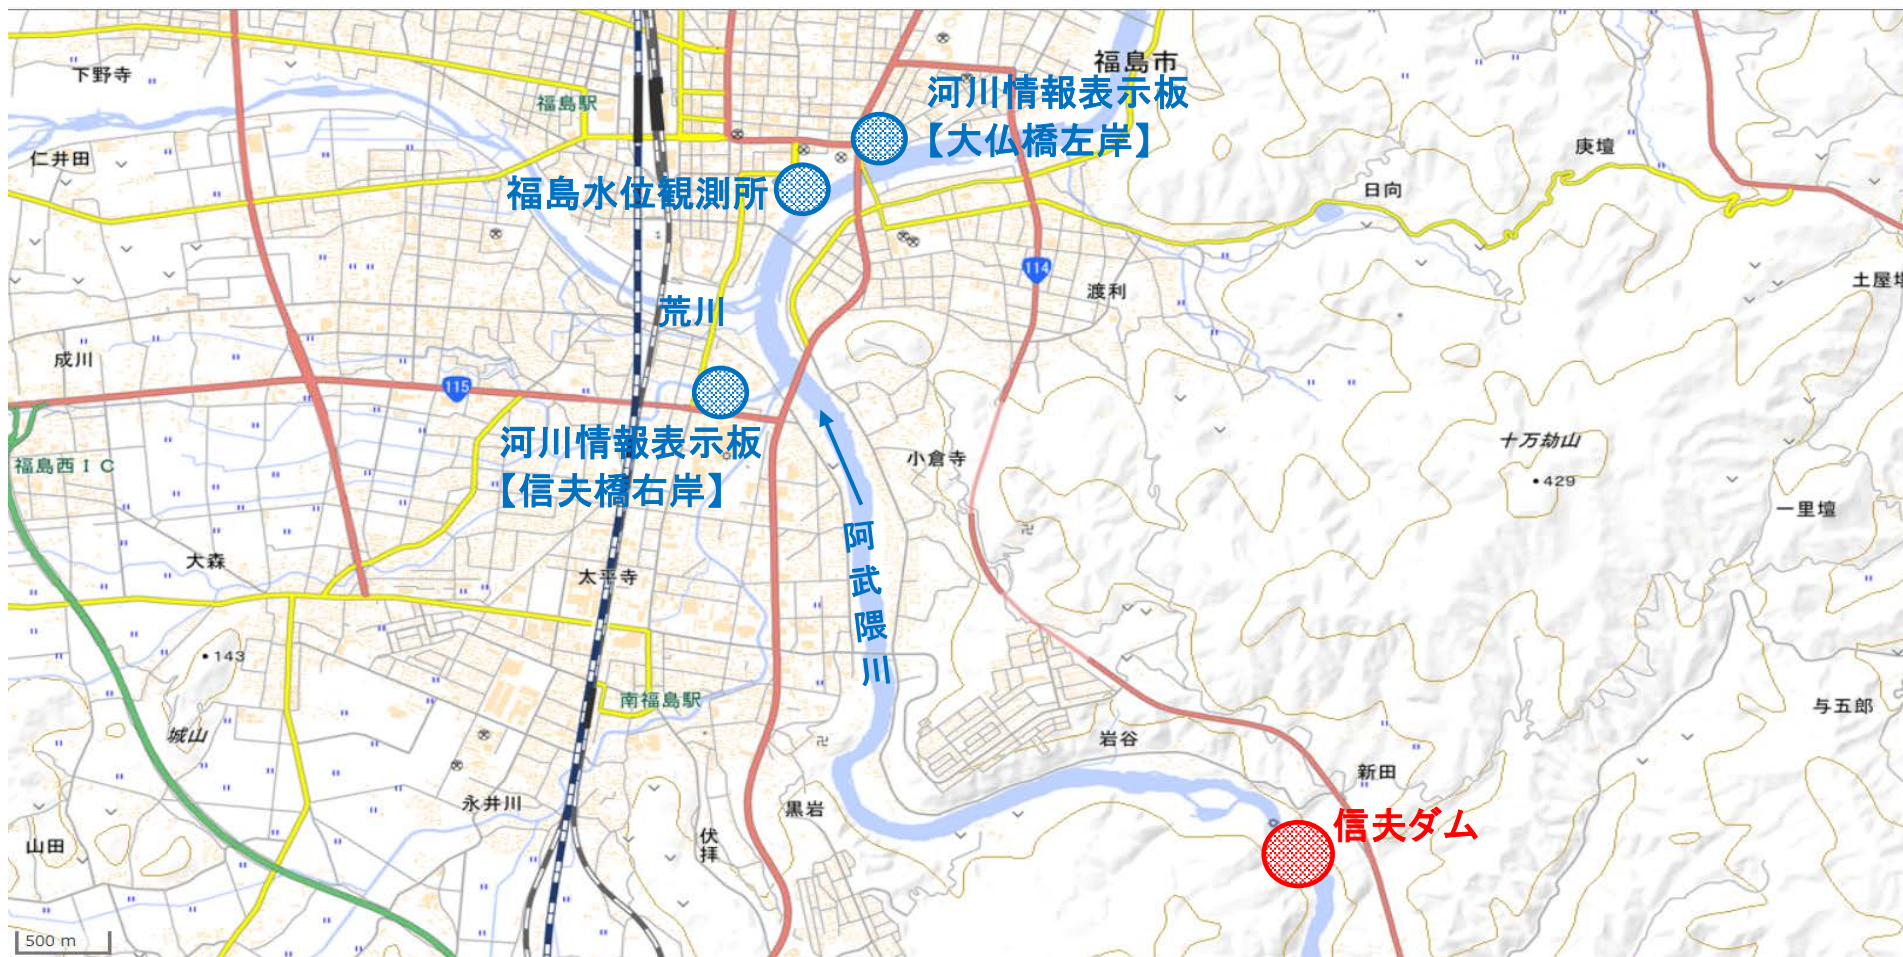 福島市
下野寺
河川情報表示板
福島駅
【大仏橋左岸】
庚壇
仁井田
日向
福島水位観測所
114
土屋場
渡利
荒川
成川
115
河川情報表示板
十万劫山
小倉寺
福島西IC
429
【信夫橋右岸】
一里壇
阿武隈川
大森
太平寺
143
南福島駅
与五郎
城山
岩谷
新田
永井川
黒岩
信夫ダム
伏拝
山田
500 m